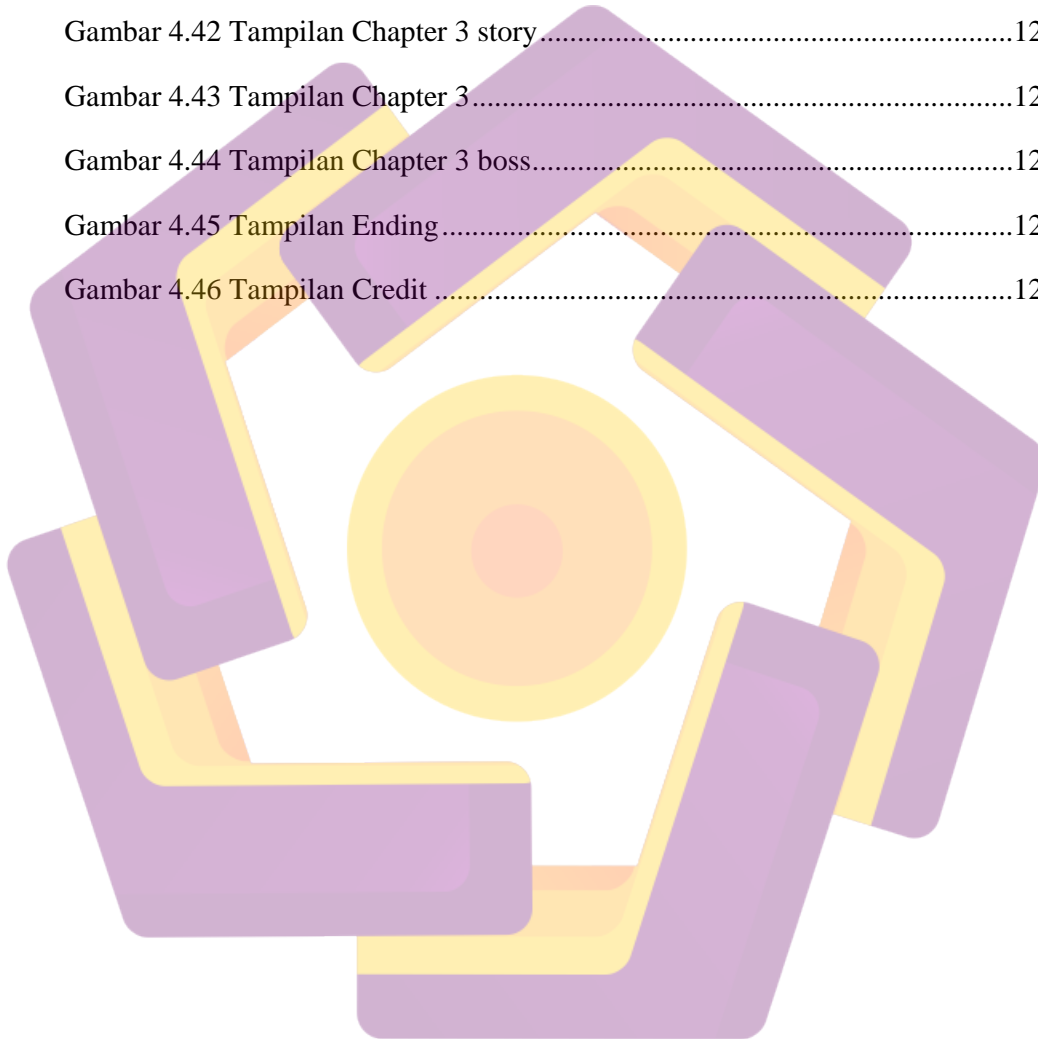 Gambar 4.42 Tampilan Chapter 3 story..............................................................12
Gambar 4.43 Tampilan Chapter 3.......................................................................12
Gambar 4.44 Tampilan Chapter 3 boss...............................................................12
Gambar 4.45 Tampilan Ending...........................................................................12
Gambar 4.46 Tampilan Credit ............................................................................12